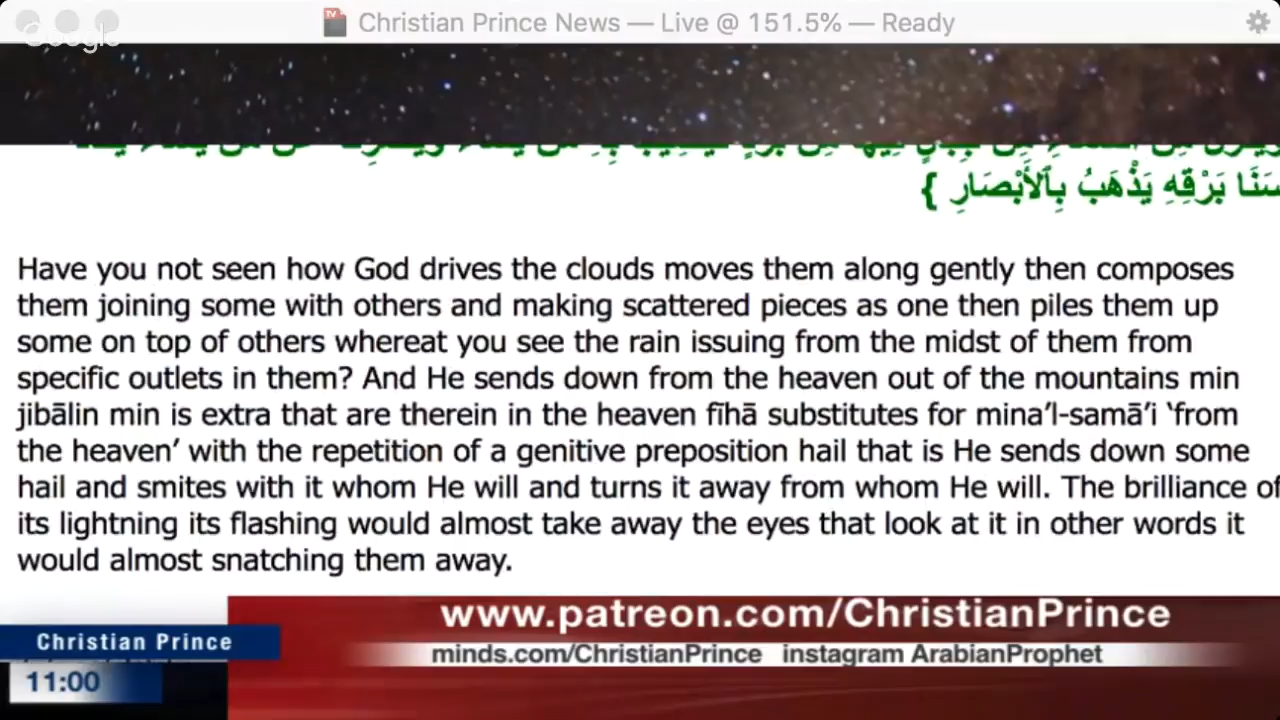 Christian Prince News — Live @ 151.5% — Ready
Google
سَنَا بَرْقِهِ يَذْهَبُ بِٱلأَبْصَارِ }
Have you not seen how God drives the clouds moves them along gently then composes
them joining some with others and making scattered pieces as one then piles them up
some on top of others whereat you see the rain issuing from the midst of them from
specific outlets in them? And He sends down from the heaven out of the mountains min
jibālin min is extra that are therein in the heaven fīhā substitutes for mina’l-samā’i ‘from
the heaven’ with the repetition of a genitive preposition hail that is He sends down some
hail and smites with it whom He will and turns it away from whom He will. The brilliance of
its lightning its flashing would almost take away the eyes that look at it in other words it
would almost snatching them away.
www.patreon.com/ChristianPrince
Christian Prince
minds.com/ChristianPrince instagram ArabianProphet
11:00